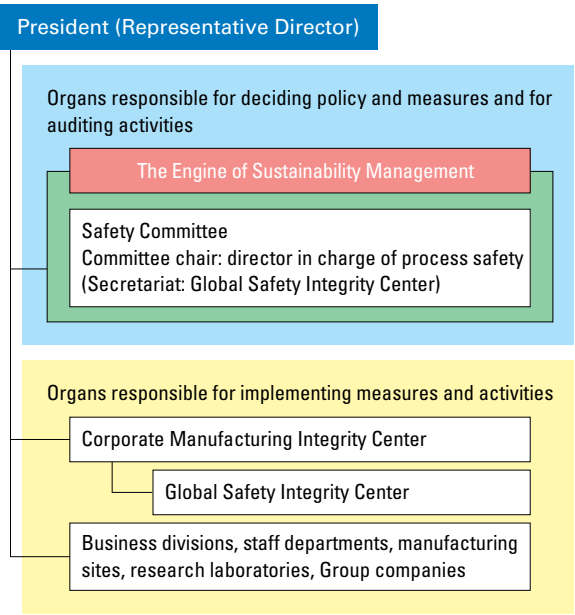 President (Representative Director)
Organs responsible for deciding policy and measures and for
auditing activities
The Engine of Sustainability Management
Safety Committee
Committee chair: director in charge of process safety
(Secretariat: Global Safety Integrity Center)
Organs responsible for implementing measures and activities
Corporate Manufacturing Integrity Center
Global Safety Integrity Center
Business divisions, staff departments, manufacturing
sites, research laboratories, Group companies